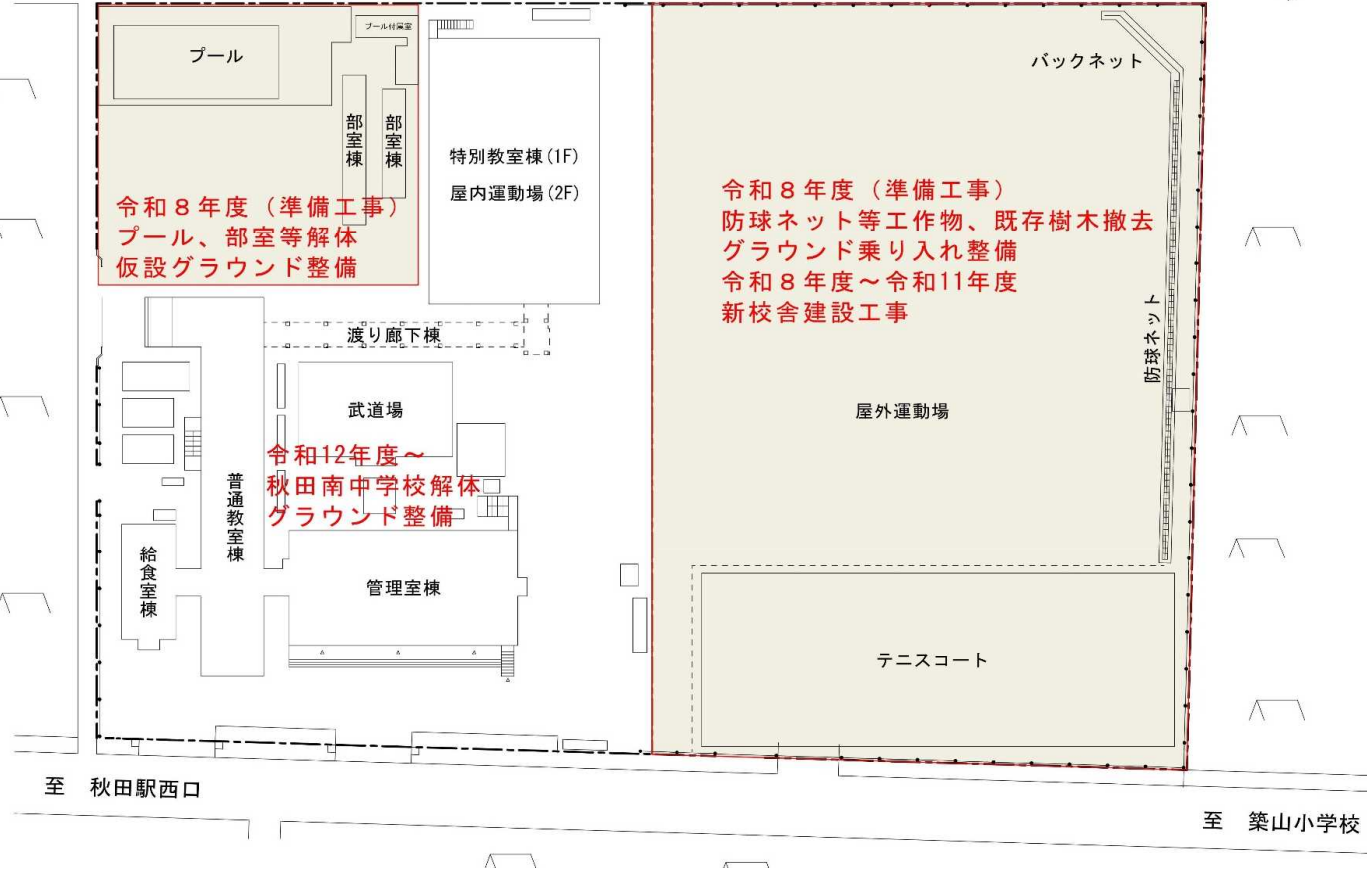 プール
プール付属室
部室棟
部室棟
令和８年度（準備工事）
プール、部室等解体
仮設グラウンド整備
特別教室棟(1F)
屋内運動場(2F)
バックネット
令和８年度（準備工事）
防球ネット等工作物、既存樹木撤去
グラウンド乗り入れ整備
令和８年度～令和11年度
新校舎建設工事
防球ネット
屋外運動場
渡り廊下棟
武道場
令和12年度～
秋田南中学校解体
グラウンド整備
普通教室棟
給食室棟
管理室棟
テニスコート
至　秋田駅西口
至　築山小学校